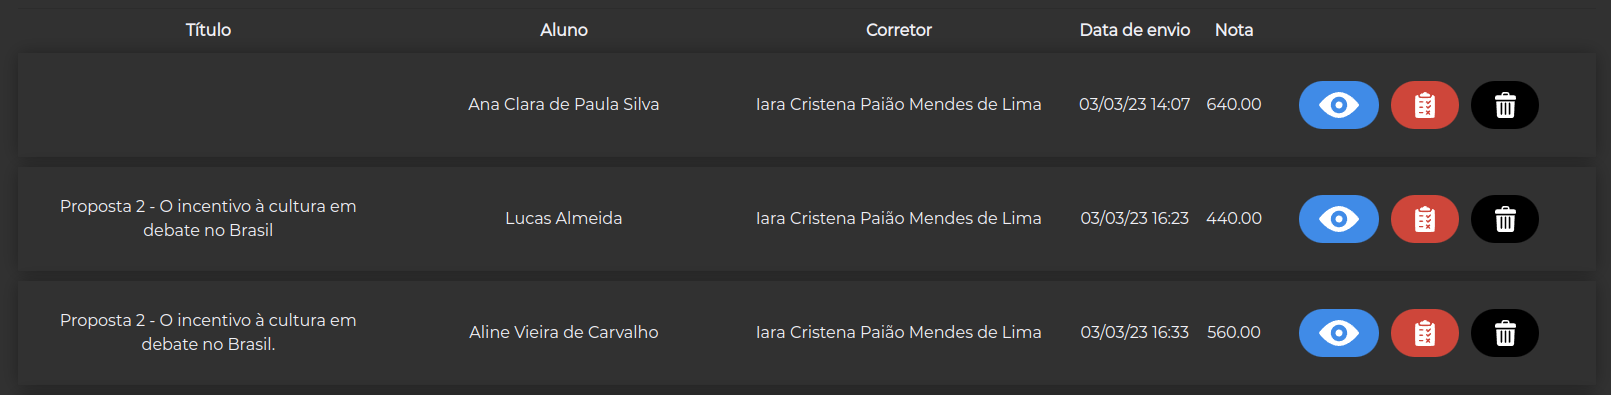 Título Aluno Corretor Data de envio Nota
Ana Clara de Paula Silva Iara Cristena Paião Mendes de Lima 03/03/23 14:07 640.00
Proposta 2 - O incentivo à cultura em
debate no Brasil
Lucas Almeida Iara Cristena Paião Mendes de Lima 03/03/23 16:23 440.00
Proposta 2 - O incentivo à cultura em
debate no Brasil.
Aline Vieira de Carvalho Iara Cristena Paião Mendes de Lima 03/03/23 16:33 560.00